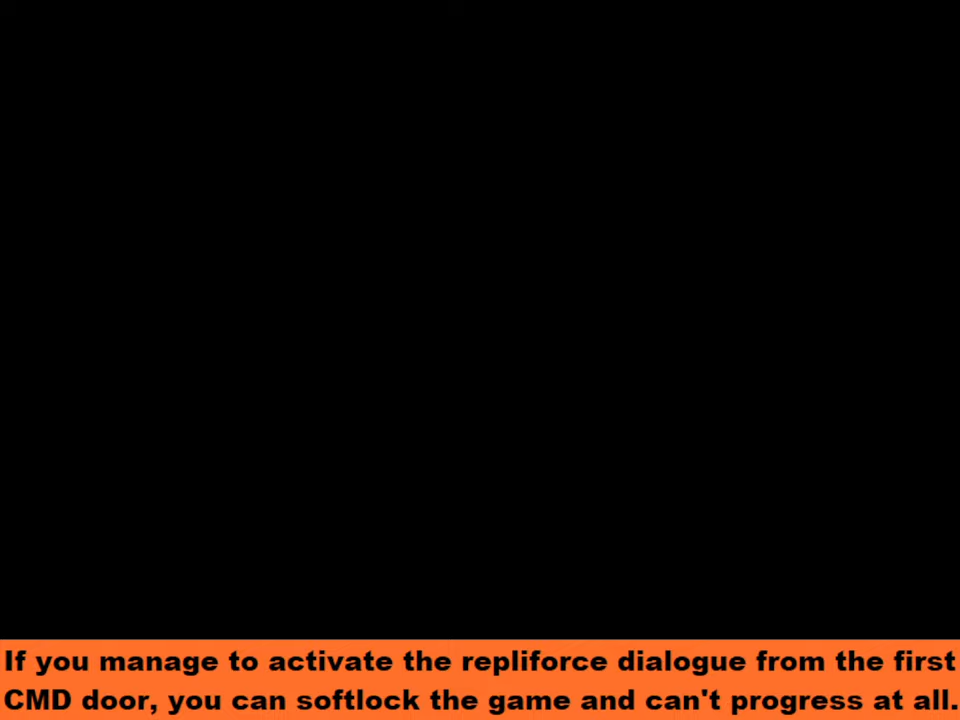 If you manage to activate the repliforce dialogue from the first
CMD door, you can softlock the game and can't progress at all.